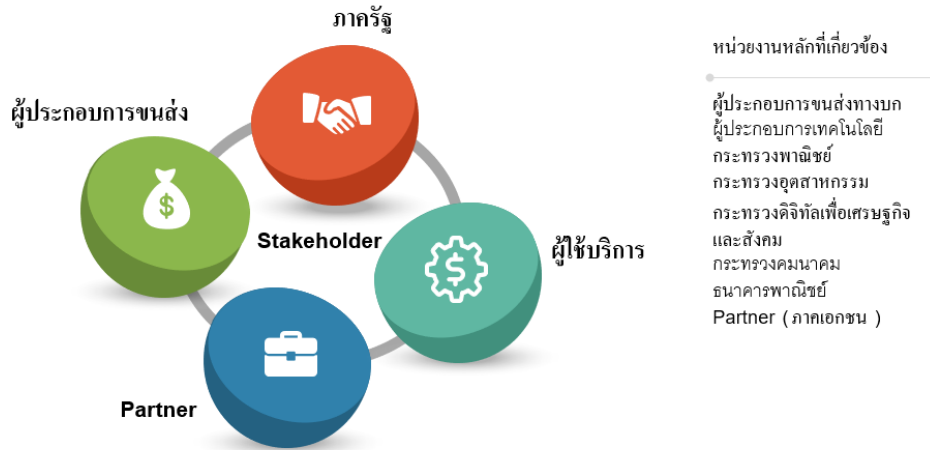 ภาครัฐ
ผู้ประกอบการขนส่ง
Stakeholder
ผู้ใช้บริการ
Partner
หน่วยงานหลักที่เกี่ยวข้อง
ผู้ประกอบการขนส่งทางบก
ผู้ประกอบการเทคโนโลยี
กระทรวงพาณิชย์
กระทรวงอุตสาหกรรม
กระทรวงดิจิทัลเพื่อเศรษฐกิจ
และสังคม
กระทรวงคมนาคม
ธนาคารพาณิชย์
Partner ( ภาคเอกชน )